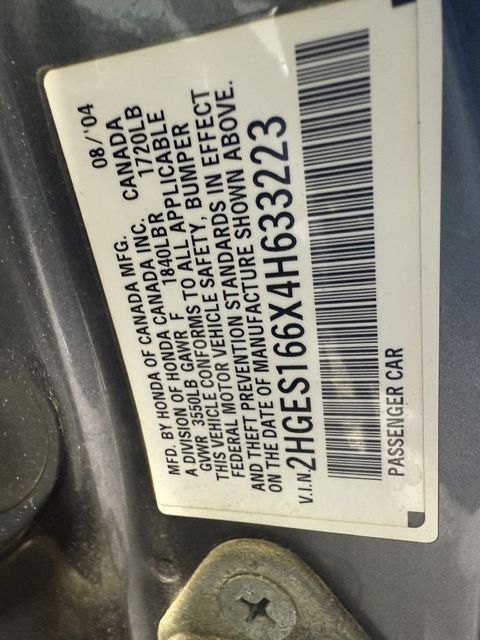 MFD. BY HONDA OF CANADA MFG. 08/'04
A DIVISION OF HONDA CANADA INC. CANADA
GVWR 3550LB GAWR F 1840LBR 1720LB
THIS VEHICLE CONFORMS TO ALL APPLICABLE
FEDERAL MOTOR VEHICLE SAFETY, BUMPER
AND THEFT PREVENTION STANDARDS IN EFFECT
ON THE DATE OF MANUFACTURE SHOWN ABOVE.
V.I.N 2HGES166X4H633223
PASSENGER CAR